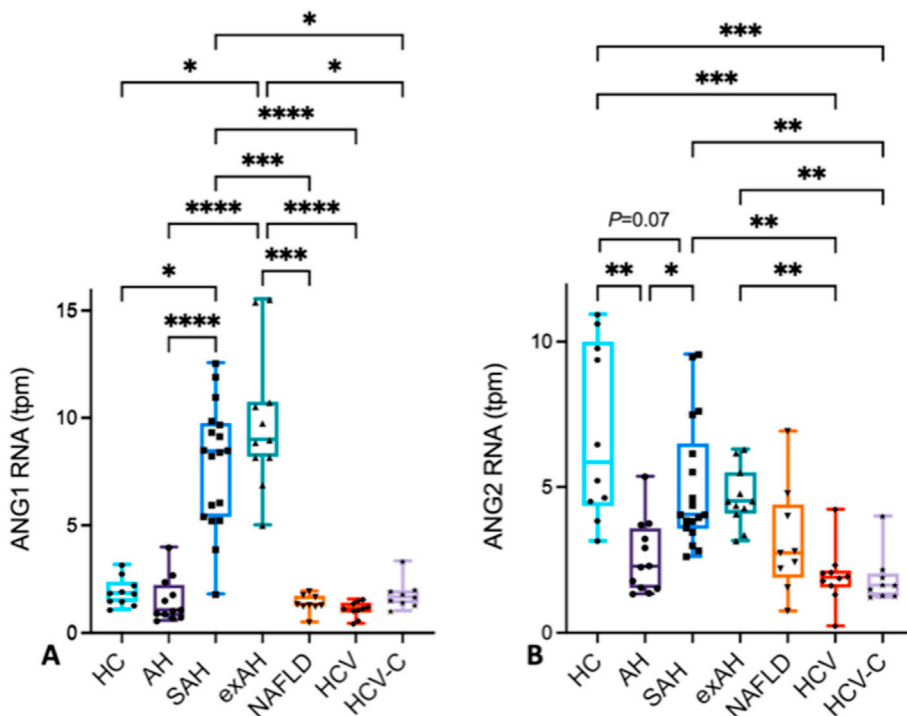 *
* *
****
***
**** ****
***
*
****
ANG1 RNA (tpm)
15
10
5
0
A
HC AH SAH exAH NAFLD HCV HCV-C
***
***
**
**
P=0.07 **
** * **
ANG2 RNA (tpm)
10
5
0
B
HC AH SAH exAH NAFLD HCV HCV-C